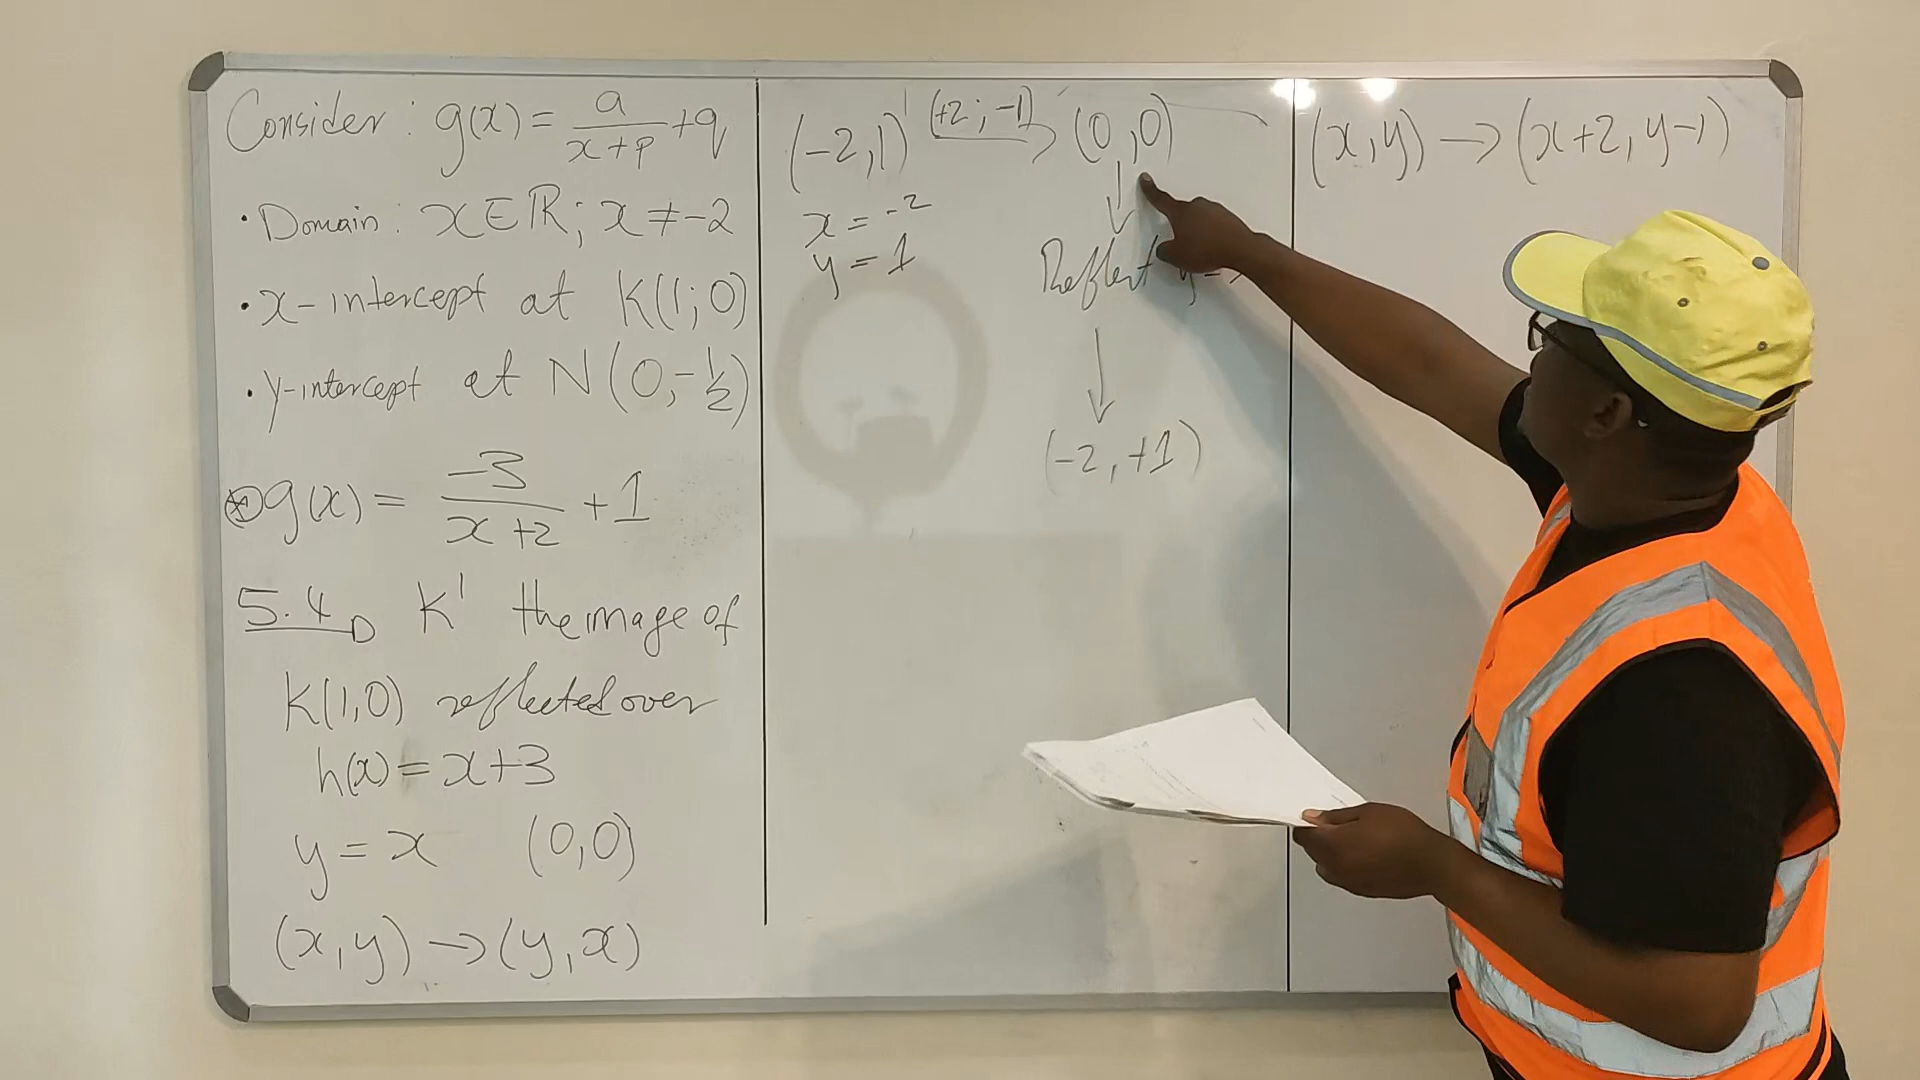 Consider: g(x) = a/(x+p) + q
• Domain: x∈ℝ; x ≠ -2
• x-intercept at K(1;0)
• y-intercept at N(0,-½)
⊛ g(x) = -3/(x+2) + 1
5.4 K' the image of
K(1,0) reflected over
h(x) = x+3
y = x (0,0)
(x,y) → (y,x)
(-2,1) (+2;-1) → (0,0)
x = -2
y = 1
↓
Reflect y =
↓
(-2,+1)
(x,y) → (x+2, y-1)